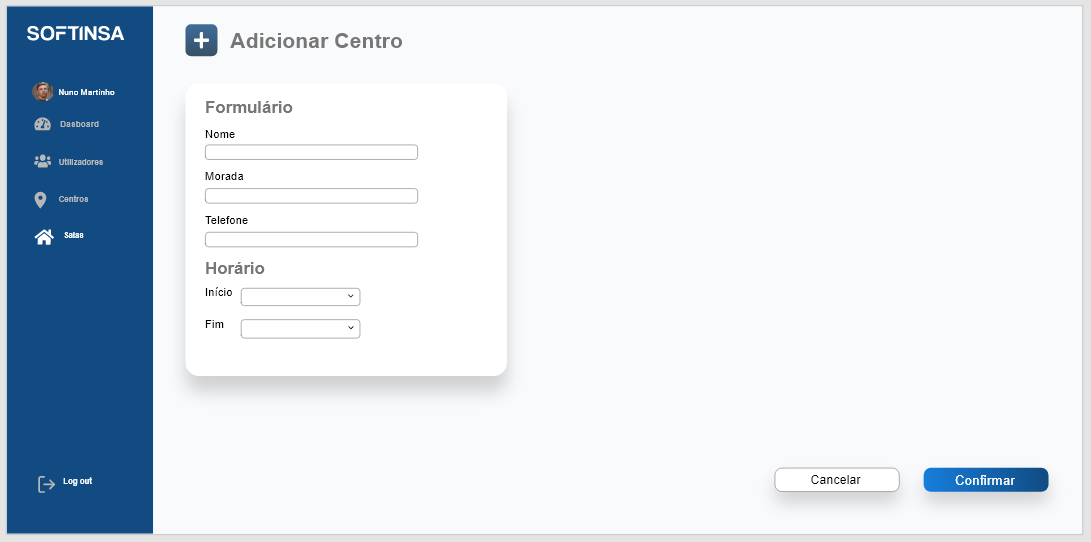 SOFTINSA
Nuno Martinho
Dasboard
Utilizadores
Centros
Salas
Log out
Adicionar Centro
Formulário
Nome
Morada
Telefone
Horário
Início
Fim
Cancelar
Confirmar